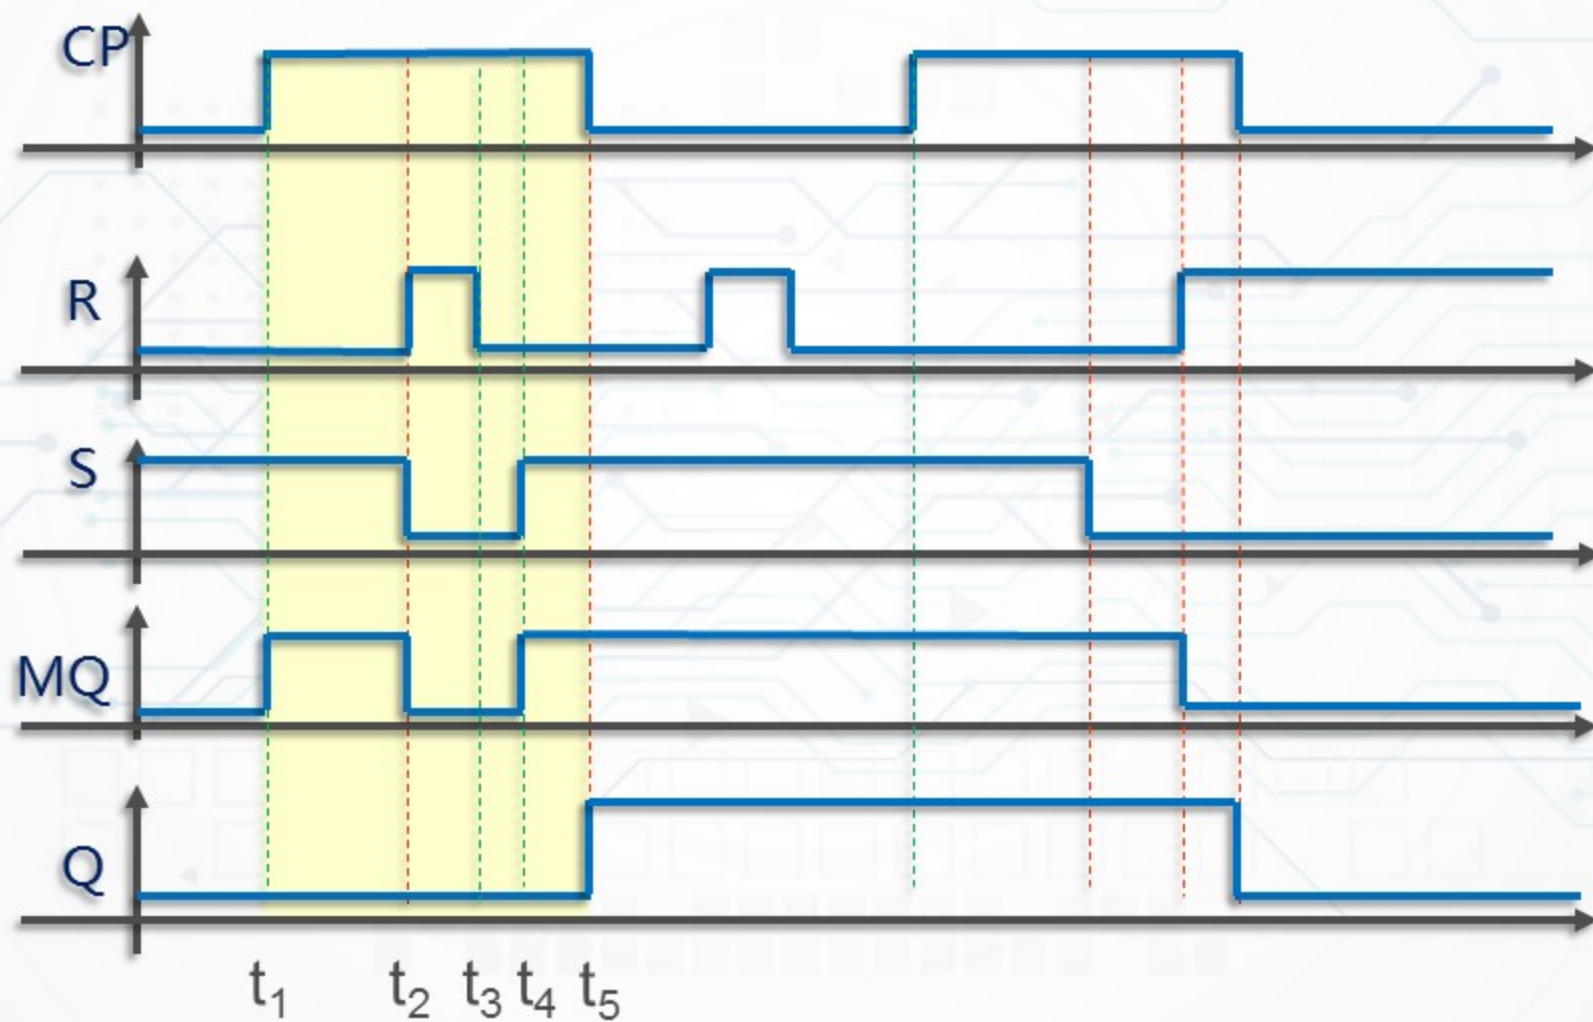 CP
R
S
MQ
Q
t₁ t₂ t₃ t₄ t₅